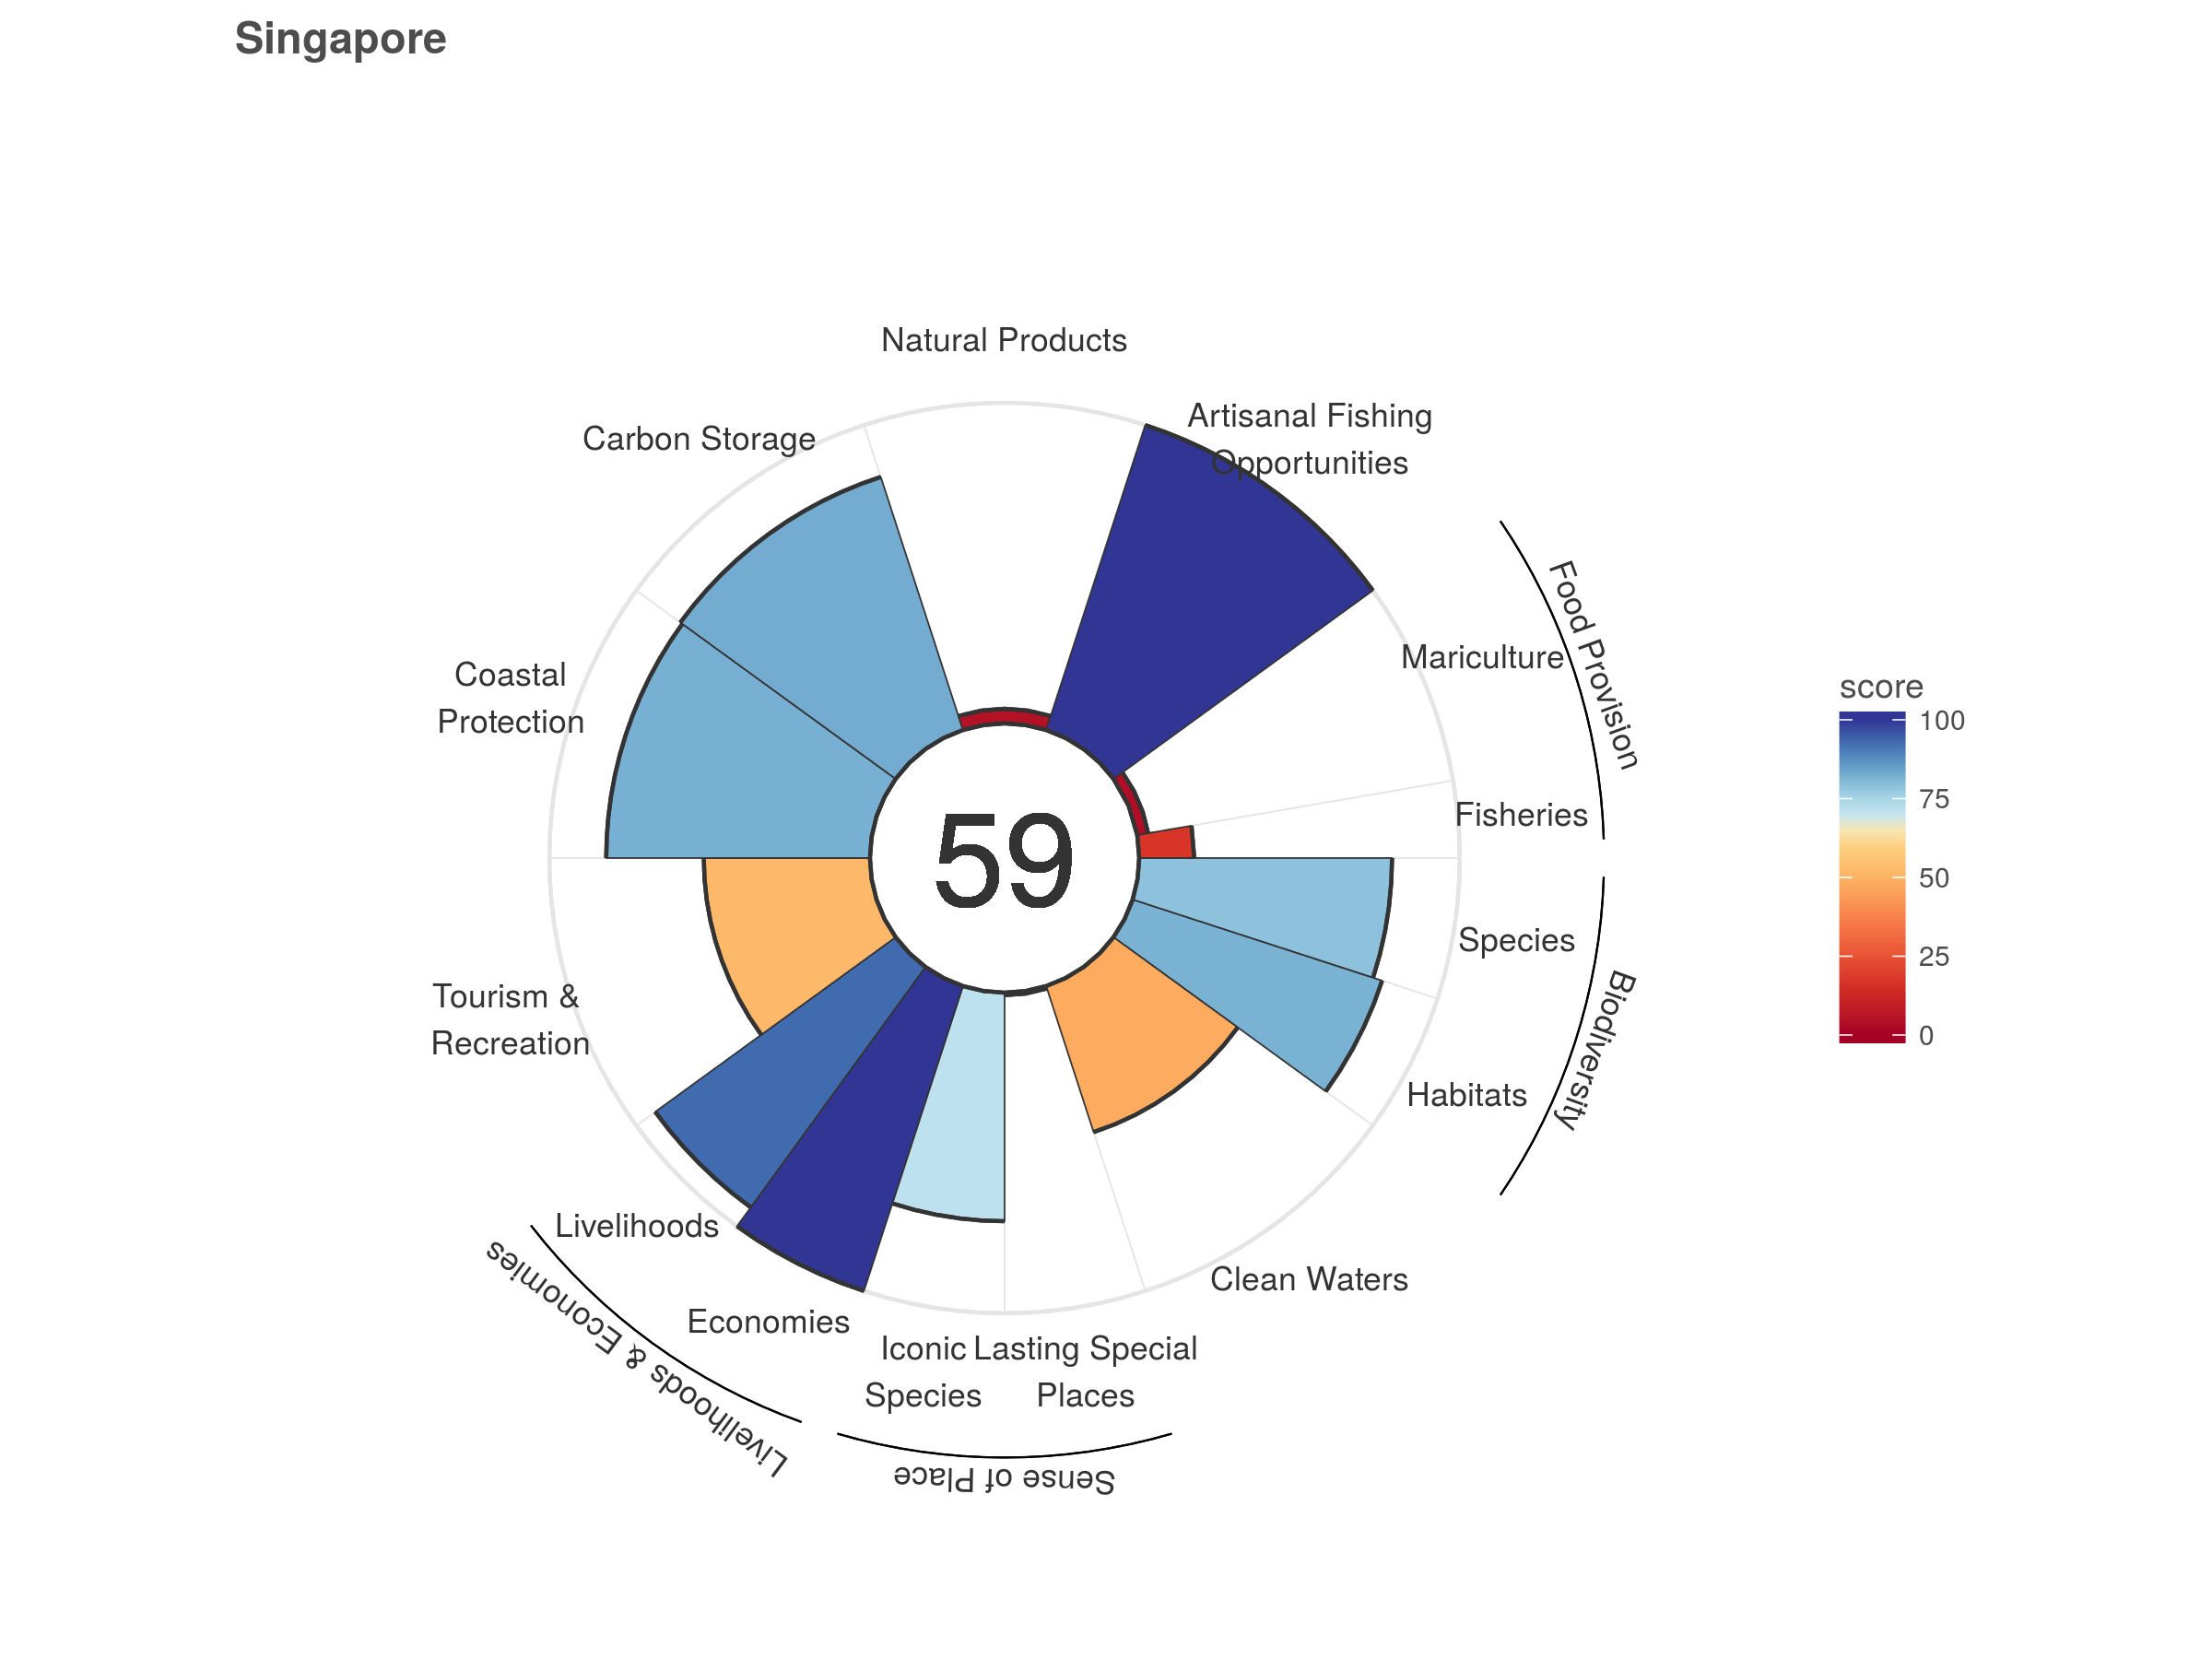 Singapore
Natural Products
Artisanal Fishing
Opportunities
Carbon Storage
Food Provision
Mariculture
Coastal
Protection
Fisheries
score
100
75
50
25
0
59
Species
Biodiversity
Tourism &
Recreation
Habitats
Livelihoods
Clean Waters
Economies
Livelihoods & Economies
Iconic
Species
Lasting Special
Places
Sense of Place